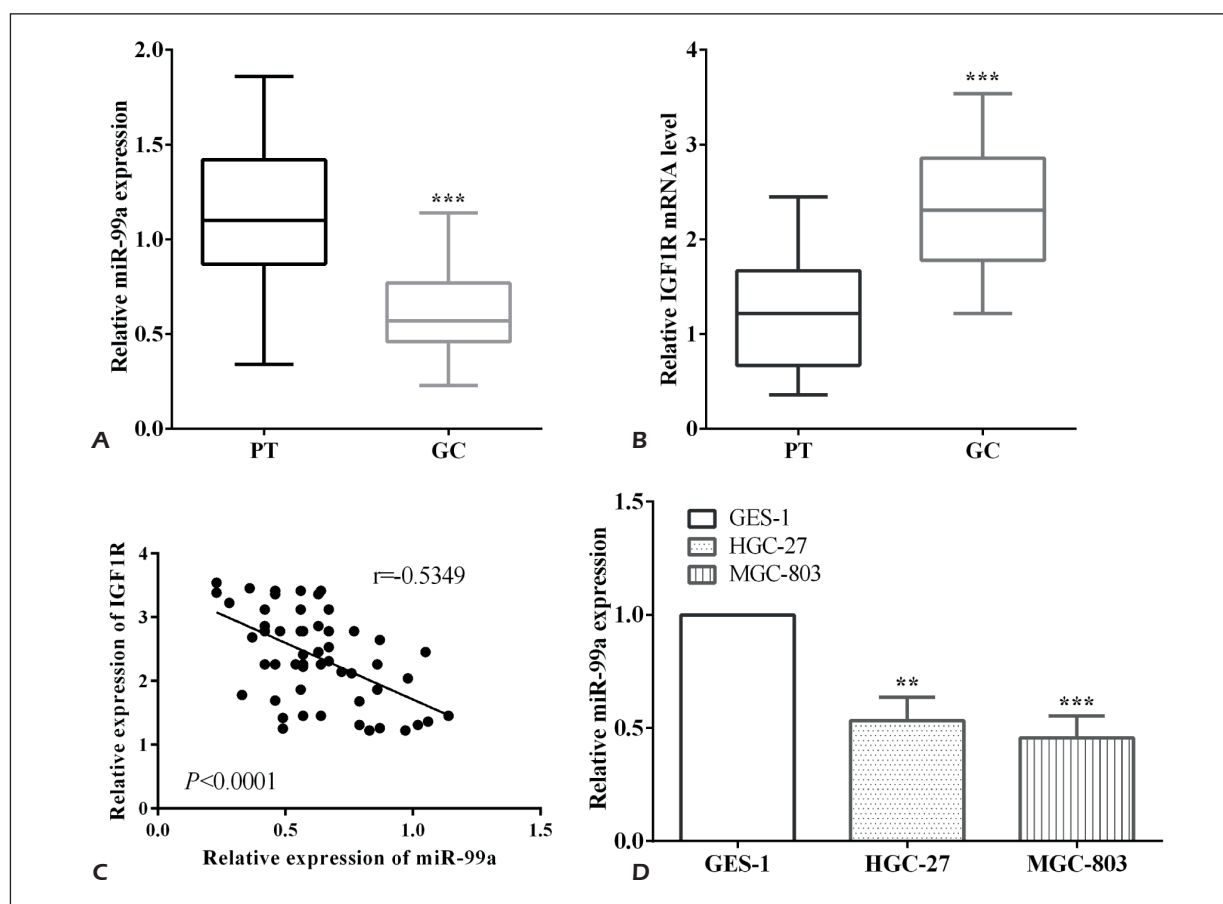 2.0
1.5
1.0
0.5
0.0
Relative miR-99a expression
***
PT GC
A
4
3
2
1
0
Relative IGF1R mRNA level
***
PT GC
B
4
3
2
1
0
Relative expression of IGF1R
r=-0.5349
P<0.0001
0.0 0.5 1.0 1.5
Relative expression of miR-99a
C
1.5
1.0
0.5
0.0
Relative miR-99a expression
GES-1
HGC-27
MGC-803
**
***
GES-1 HGC-27 MGC-803
D